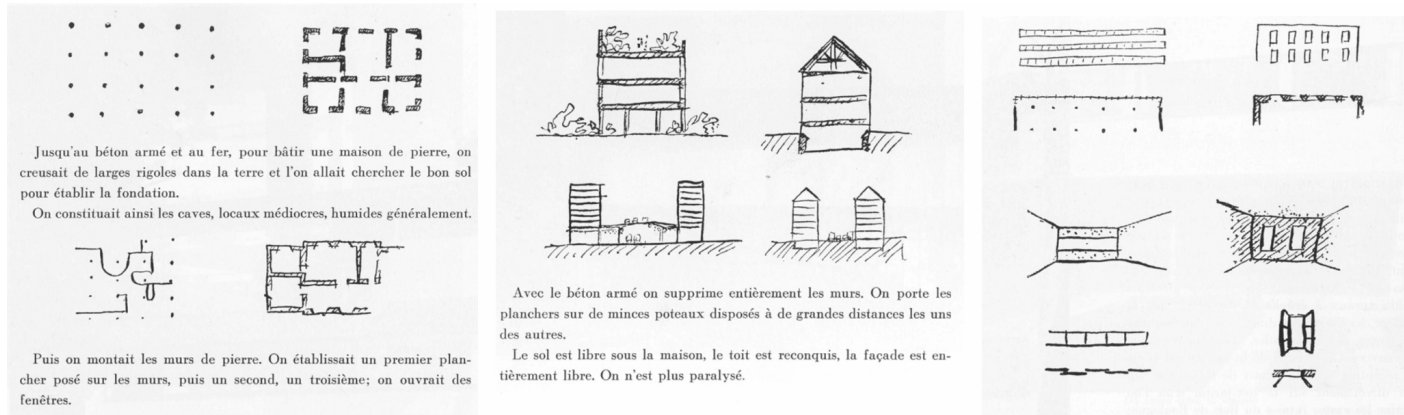 Jusqu'au béton armé et au fer, pour bâtir une maison de pierre, on
creusait de larges rigoles dans la terre et l'on allait chercher le bon sol
pour établir la fondation.
On constituait ainsi les caves, locaux médiocres, humides généralement.
Puis on montait les murs de pierre. On établissait un premier plan-
cher posé sur les murs, puis un second, un troisième; on ouvrait des
fenêtres.
Avec le béton armé on supprime entièrement les murs. On porte les
planchers sur de minces poteaux disposés à de grandes distances les uns
des autres.
Le sol est libre sous la maison, le toit est reconquis, la façade est en-
tièrement libre. On n'est plus paralysé.